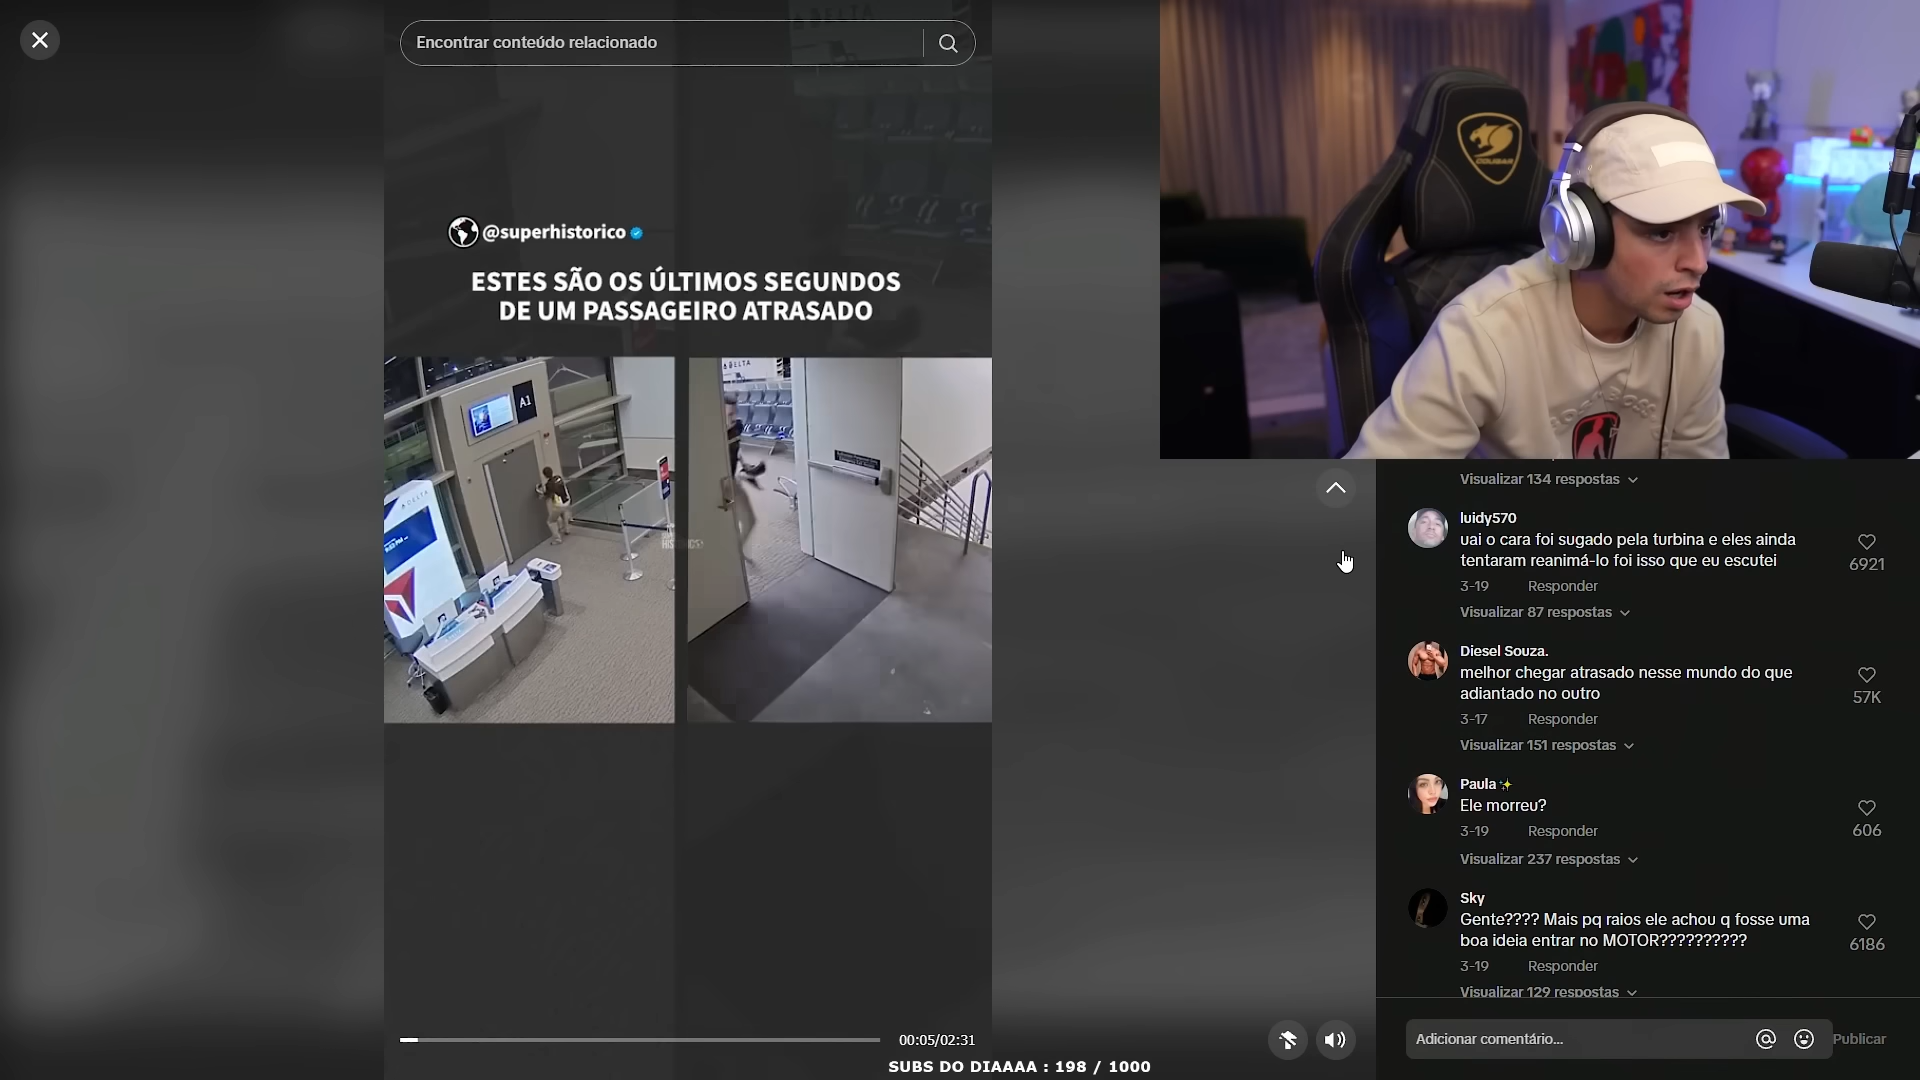 Encontrar conteúdo relacionado
@superhistorico
ESTES SÃO OS ÚLTIMOS SEGUNDOS
DE UM PASSAGEIRO ATRASADO
A1
DELTA
DELTA
COUGAR
00:05/02:31
SUBS DO DIAAAA : 198 / 1000
Visualizar 134 respostas
luidy570
uai o cara foi sugado pela turbina e eles ainda
tentaram reanimá-lo foi isso que eu escutei
6921
3-19 Responder
Visualizar 87 respostas
Diesel Souza.
melhor chegar atrasado nesse mundo do que
adiantado no outro
57K
3-17 Responder
Visualizar 151 respostas
Paula✨
Ele morreu?
606
3-19 Responder
Visualizar 237 respostas
Sky
Gente???? Mais pq raios ele achou q fosse uma
boa ideia entrar no MOTOR??????????
6186
3-19 Responder
Visualizar 129 respostas
Adicionar comentário...
Publicar